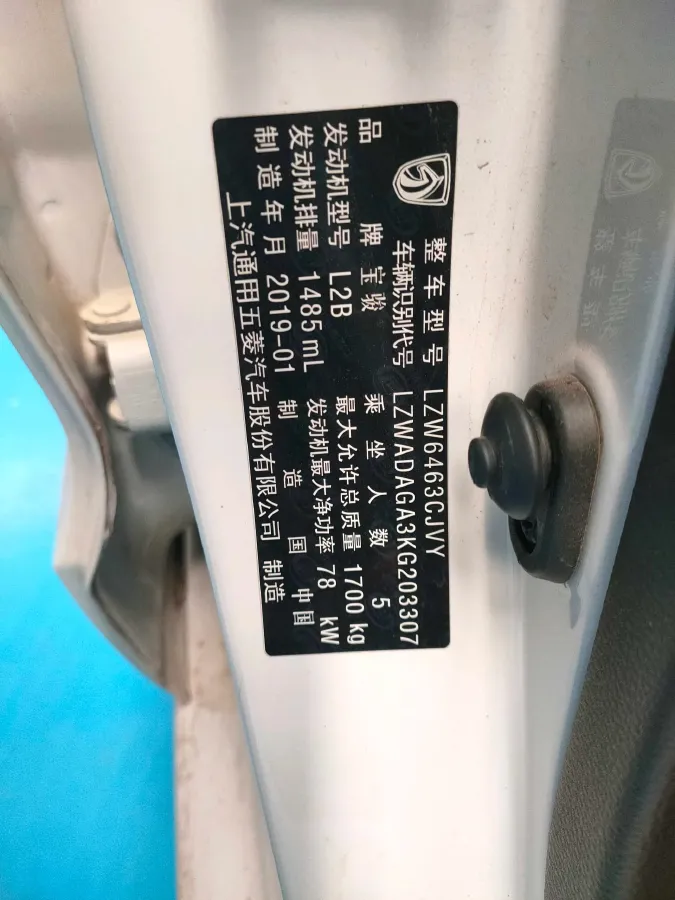 整车型号 LZW6463CJVY
车辆识别代号 LZWADAGA3KG203307
品牌 宝骏 乘坐人数 5
发动机型号 L2B 最大允许总质量 1700 kg
发动机排量 1485 mL 发动机最大净功率 78 kW
制造年月 2019-01 制造国 中国
上汽通用五菱汽车股份有限公司 制造